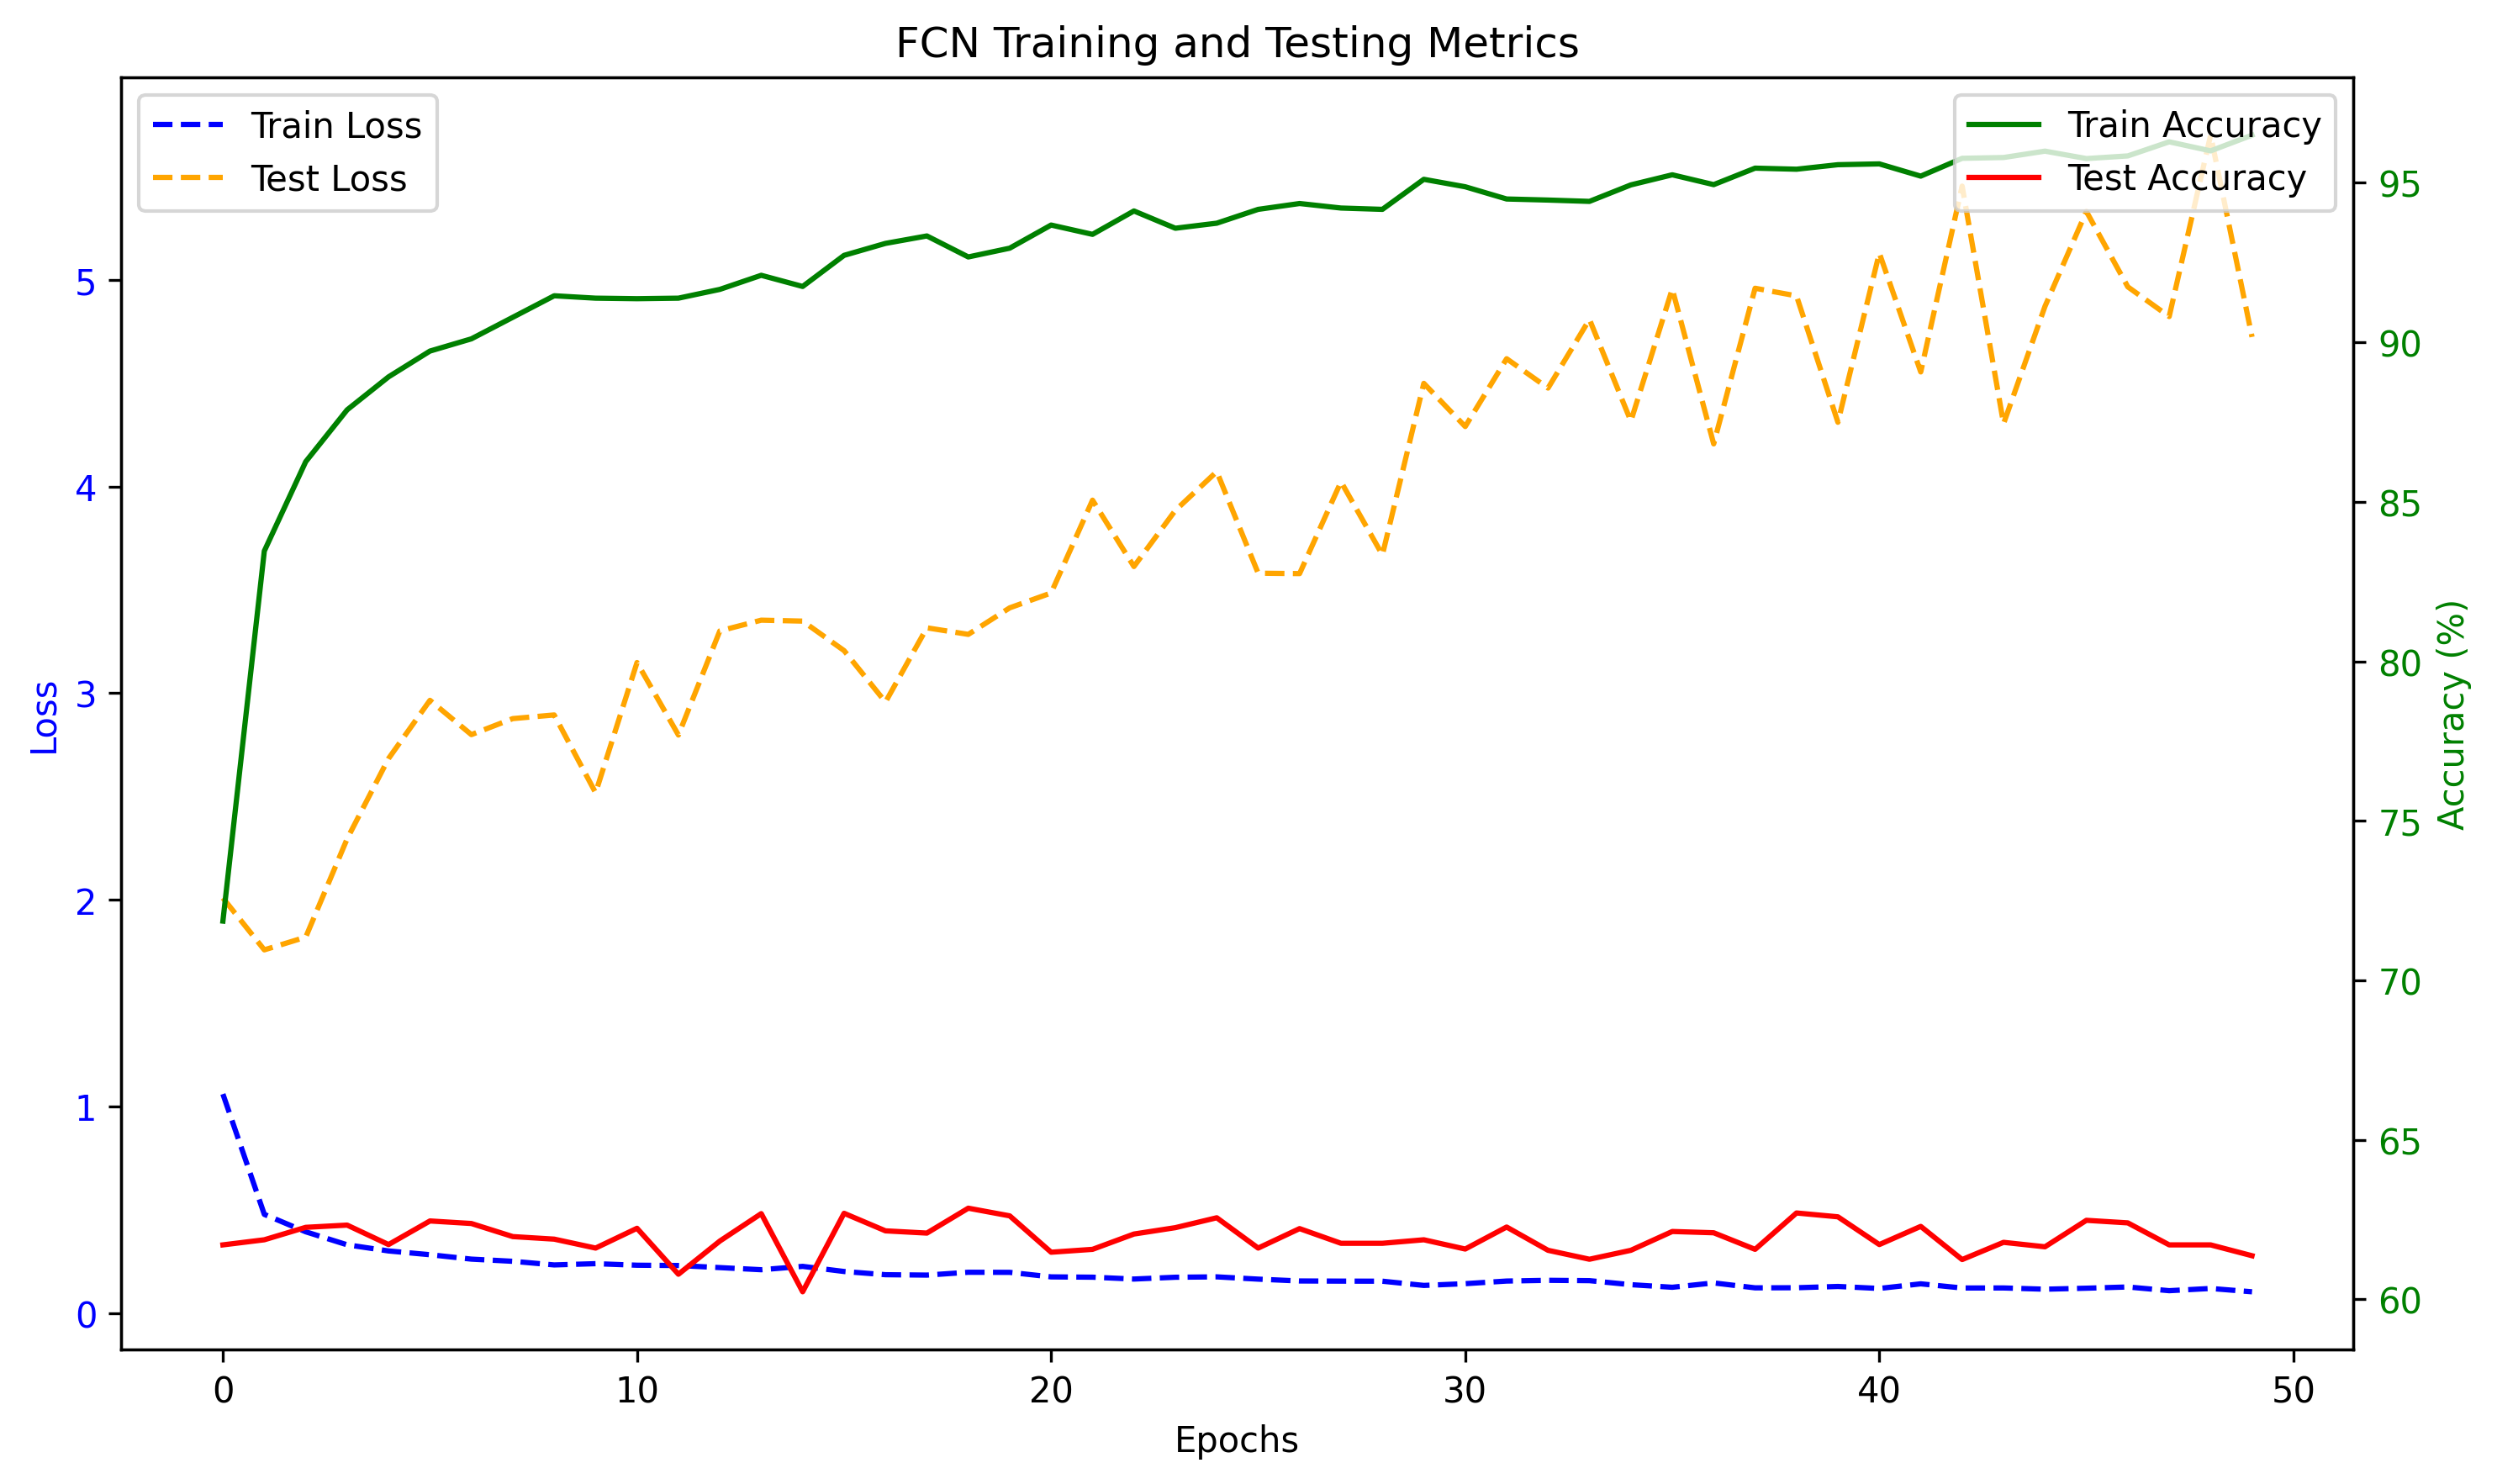 FCN Training and Testing Metrics
Train Loss
Test Loss
Train Accuracy
Test Accuracy
Loss
5
4
3
2
1
0
95
90
85
80
75
70
65
60
Accuracy (%)
0 10 20 30 40 50
Epochs